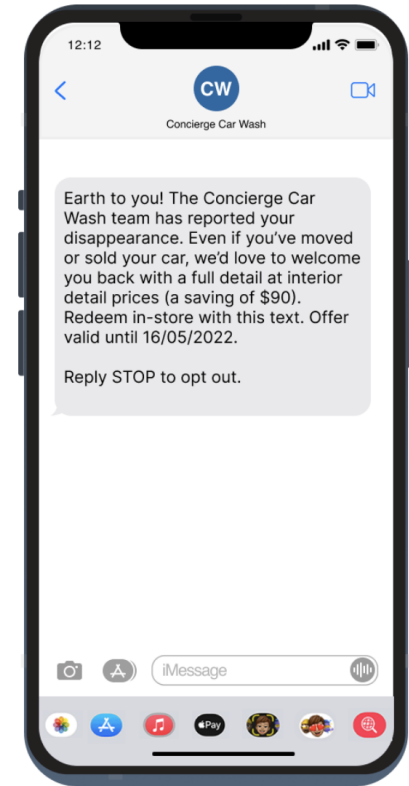 12:12
CW
Concierge Car Wash
Earth to you! The Concierge Car
Wash team has reported your
disappearance. Even if you’ve moved
or sold your car, we’d love to welcome
you back with a full detail at interior
detail prices (a saving of $90).
Redeem in-store with this text. Offer
valid until 16/05/2022.
Reply STOP to opt out.
iMessage
Pay